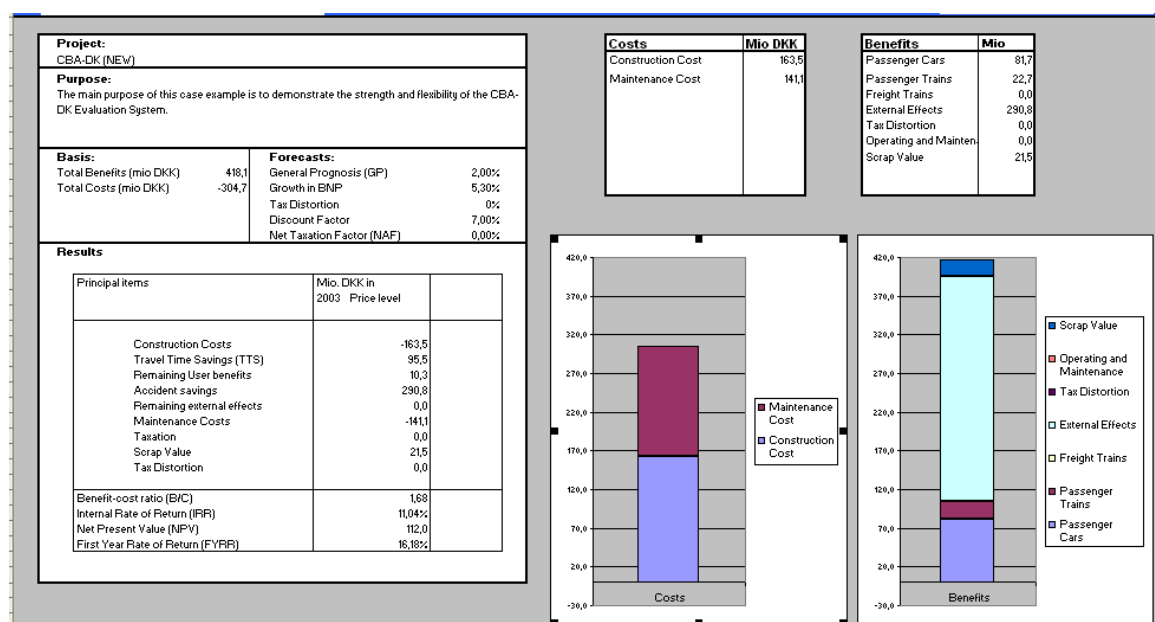 Project:
CBA-DK (NEW)
Purpose:
The main purpose of this case example is to demonstrate the strength and flexibility of the CBA-
DK Evaluation System.
Basis:
Total Benefits (mio DKK) 418,1
Total Costs (mio DKK) -304,7
Forecasts:
General Prognosis (GP) 2,00%
Growth in BNP 5,30%
Tax Distortion 0%
Discount Factor 7,00%
Net Taxation Factor (NAF) 0,00%
Results
Principal items Mio. DKK in
2003 Price level
Construction Costs -163,5
Travel Time Savings (TTS) 95,5
Remaining User benefits 10,3
Accident savings 290,8
Remaining external effects 0,0
Maintenance Costs -141,1
Taxation 0,0
Scrap Value 21,5
Tax Distortion 0,0
Benefit-cost ratio (B/C) 1,68
Internal Rate of Return (IRR) 11,04%
Net Present Value (NPV) 112,0
First Year Rate of Return (FYRR) 16,18%
Costs Mio DKK
Construction Cost 163,5
Maintenance Cost 141,1
Benefits Mio
Passenger Cars 81,7
Passenger Trains 22,7
Freight Trains 0,0
External Effects 290,8
Tax Distortion 0,0
Operating and Mainten 0,0
Scrap Value 21,5
420,0
370,0
320,0
270,0
220,0
170,0
120,0
70,0
20,0
-30,0
Costs
Maintenance
Cost
Construction
Cost
420,0
370,0
320,0
270,0
220,0
170,0
120,0
70,0
20,0
-30,0
Benefits
Scrap Value
Operating and
Maintenance
Tax Distortion
External Effects
Freight Trains
Passenger
Trains
Passenger
Cars